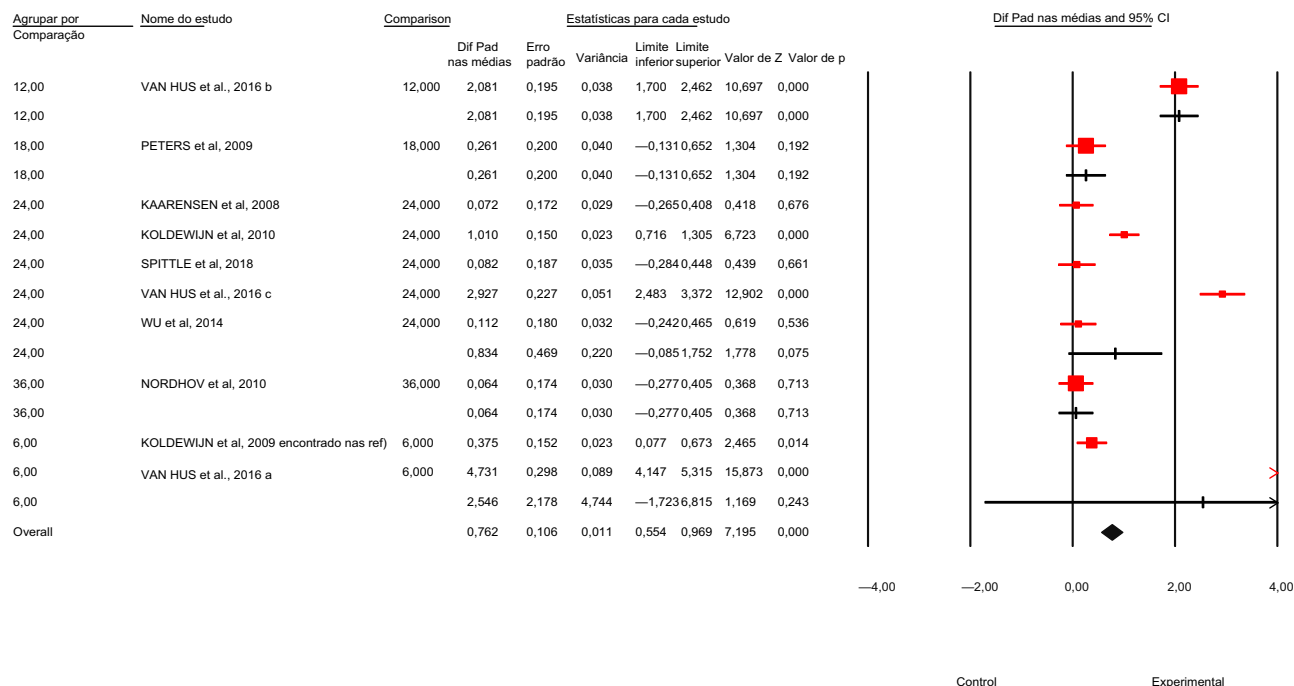 Agrupar por Nome do estudo Comparison Estatísticas para cada estudo Dif Pad nas médias and 95% CI
Comparação
Dif Pad nas médias Erro padrão Variância Limite inferior Limite superior Valor de Z Valor de p
12,00 VAN HUS et al., 2016 b 12,000 2,081 0,195 0,038 1,700 2,462 10,697 0,000
12,00 2,081 0,195 0,038 1,700 2,462 10,697 0,000
18,00 PETERS et al, 2009 18,000 0,261 0,200 0,040 —0,131 0,652 1,304 0,192
18,00 0,261 0,200 0,040 —0,131 0,652 1,304 0,192
24,00 KAARENSEN et al, 2008 24,000 0,072 0,172 0,029 —0,265 0,408 0,418 0,676
24,00 KOLDEWIJN et al, 2010 24,000 1,010 0,150 0,023 0,716 1,305 6,723 0,000
24,00 SPITTLE et al, 2018 24,000 0,082 0,187 0,035 —0,284 0,448 0,439 0,661
24,00 VAN HUS et al., 2016 c 24,000 2,927 0,227 0,051 2,483 3,372 12,902 0,000
24,00 WU et al, 2014 24,000 0,112 0,180 0,032 —0,242 0,465 0,619 0,536
24,00 0,834 0,469 0,220 —0,085 1,752 1,778 0,075
36,00 NORDHOV et al, 2010 36,000 0,064 0,174 0,030 —0,277 0,405 0,368 0,713
36,00 0,064 0,174 0,030 —0,277 0,405 0,368 0,713
6,00 KOLDEWIJN et al, 2009 encontrado nas ref) 6,000 0,375 0,152 0,023 0,077 0,673 2,465 0,014
6,00 VAN HUS et al., 2016 a 6,000 4,731 0,298 0,089 4,147 5,315 15,873 0,000
6,00 2,546 2,178 4,744 —1,723 6,815 1,169 0,243
Overall 0,762 0,106 0,011 0,554 0,969 7,195 0,000
—4,00 —2,00 0,00 2,00 4,00
Control Experimental